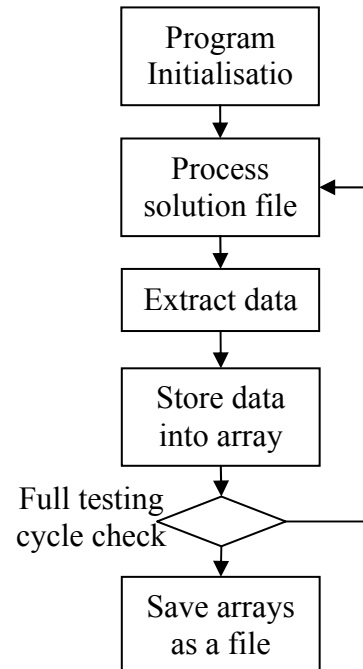 Program
Initialisatio
Process
solution file
Extract data
Store data
into array
Full testing
cycle check
Save arrays
as a file